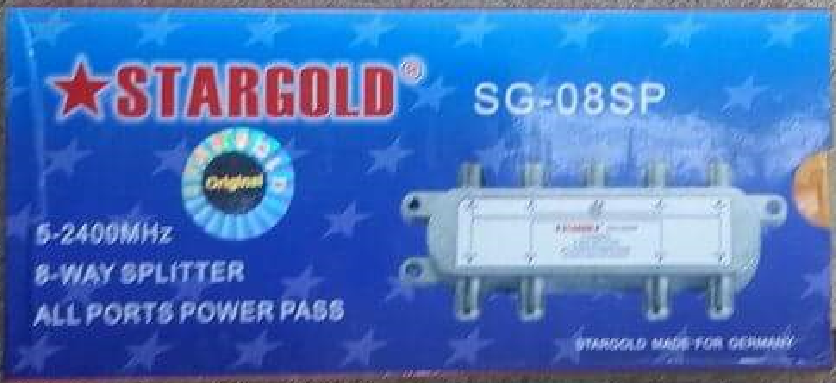 STARGOLD®
SG-08SP
Original
5-2400MHz
8-WAY SPLITTER
ALL PORTS POWER PASS
STARGOLD MADE FOR GERMANY